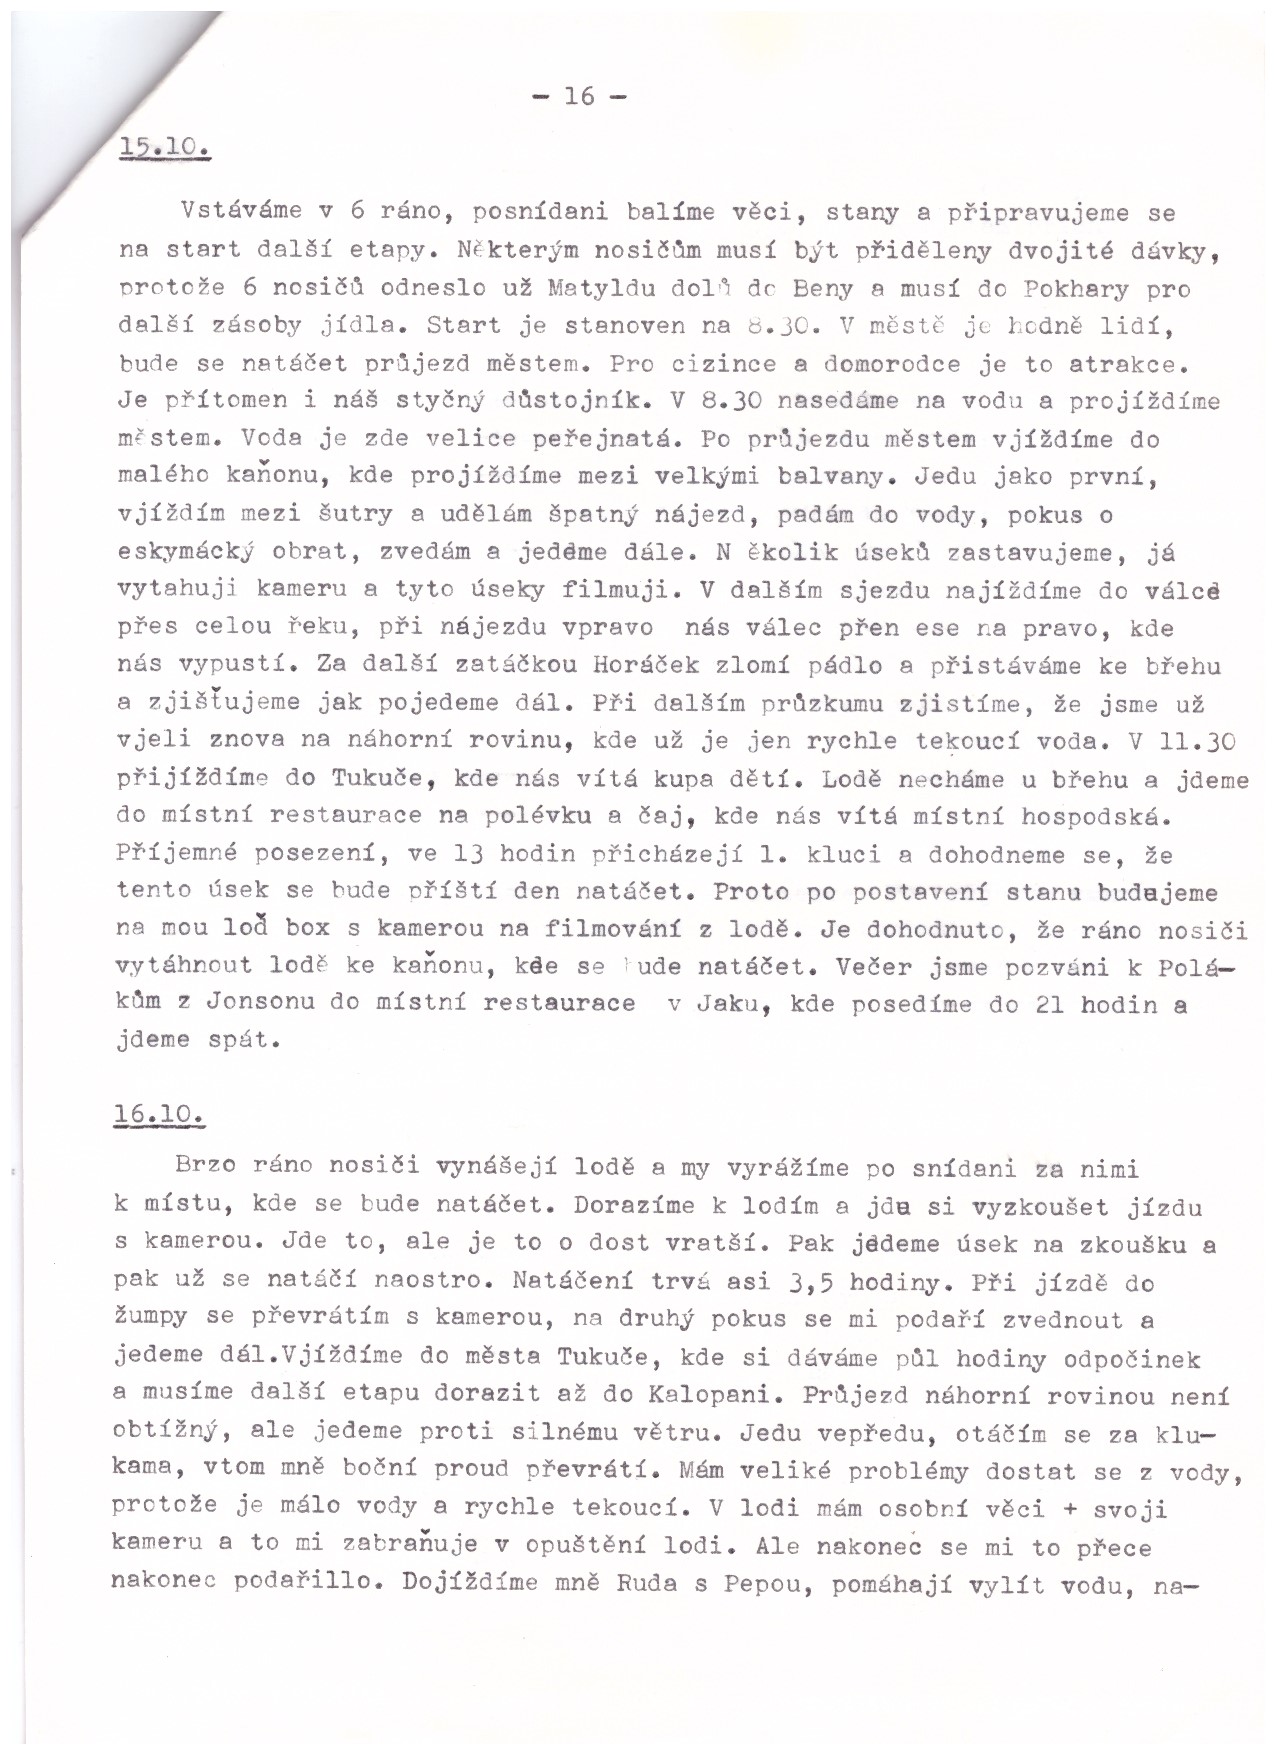 - 16 -
15.10.
Vstáváme v 6 ráno, posnídani balíme věci, stany a připravujeme se
na start další etapy. Některým nosičům musí být přiděleny dvojité dávky,
protože 6 nosičů odneslo už Matyldu dolů do Beny a musí do Pokhary pro
další zásoby jídla. Start je stanoven na 8.30. V městě je hodně lidí,
bude se natáčet průjezd městem. Pro cizince a domorodce je to atrakce.
Je přítomen i náš styčný důstojník. V 8.30 nasedáme na vodu a projíždíme
městem. Voda je zde velice peřejnatá. Po průjezdu městem vjíždíme do
malého kaňonu, kde projíždíme mezi velkými balvany. Jedu jako první,
vjíždím mezi šutry a udělám špatný nájezd, padám do vody, pokus o
eskymácký obrat, zvedám a jedeme dále. N ěkolik úseků zastavujeme, já
vytahuji kameru a tyto úseky filmuji. V dalším sjezdu najíždíme do válce
přes celou řeku, při nájezdu vpravo  nás válec přen ese na pravo, kde
nás vypustí. Za další zatáčkou Horáček zlomí pádlo a přistáváme ke břehu
a zjišťujeme jak pojedeme dál. Při dalším průzkumu zjistíme, že jsme už
vjeli znova na náhorní rovinu, kde už je jen rychle tekoucí voda. V 11.30
přijíždíme do Tukuče, kde nás vítá kupa dětí. Lodě necháme u břehu a jdeme
do místní restaurace na polévku a čaj, kde nás vítá místní hospodská.
Příjemné posezení, ve 13 hodin přicházejí 1. kluci a dohodneme se, že
tento úsek se bude příští den natáčet. Proto po postavení stanu budujeme
na mou loď box s kamerou na filmování z lodě. Je dohodnuto, že ráno nosiči
vytáhnout lodě ke kaňonu, kde se bude natáčet. Večer jsme pozváni k Polá-
kům z Jonsonu do místní restaurace  v Jaku, kde posedíme do 21 hodin a
jdeme spát.
16.10.
Brzo ráno nosiči vynášejí lodě a my vyrážíme po snídani za nimi
k místu, kde se bude natáčet. Dorazíme k lodím a jdu si vyzkoušet jízdu
s kamerou. Jde to, ale je to o dost vratší. Pak jedeme úsek na zkoušku a
pak už se natáčí naostro. Natáčení trvá asi 3,5 hodiny. Při jízdě do
žumpy se převrátím s kamerou, na druhý pokus se mi podaří zvednout a
jedeme dál.Vjíždíme do města Tukuče, kde si dáváme půl hodiny odpočinek
a musíme další etapu dorazit až do Kalopani. Průjezd náhorní rovinou není
obtížný, ale jedeme proti silnému větru. Jedu vepředu, otáčím se za klu-
kama, vtom mně boční proud převrátí. Mám veliké problémy dostat se z vody,
protože je málo vody a rychle tekoucí. V lodi mám osobní věci + svoji
kameru a to mi zabraňuje v opuštění lodi. Ale nakonec se mi to přece
nakonec podařillo. Dojíždíme mně Ruda s Pepou, pomáhají vylít vodu, na-